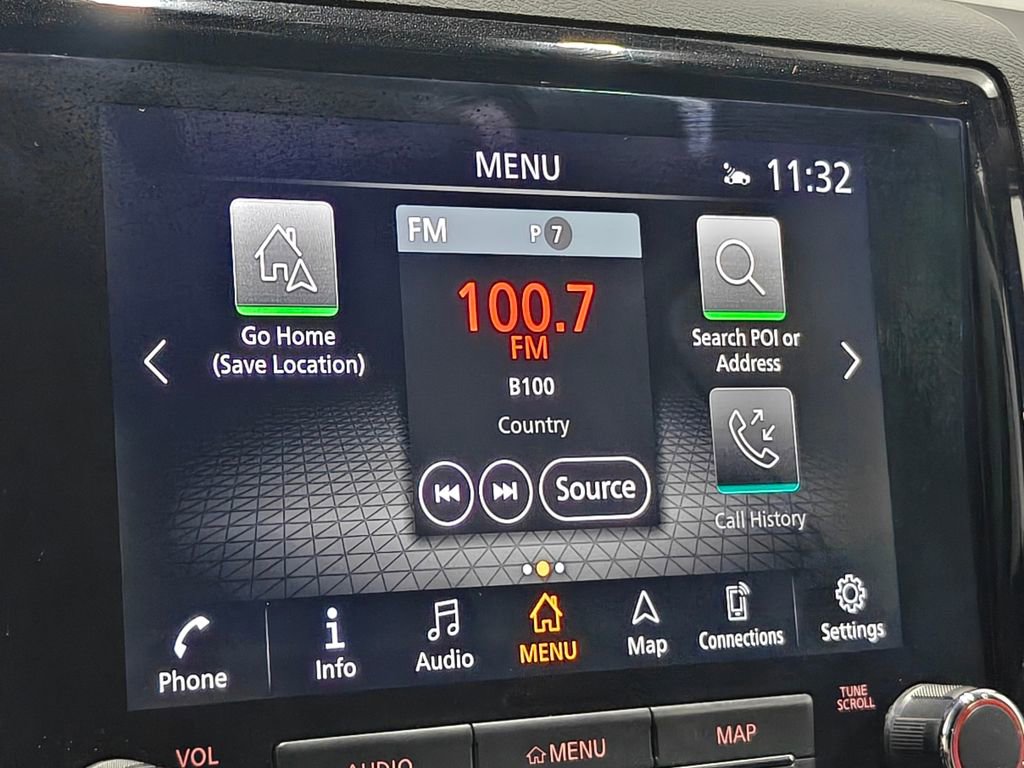 MENU
11:32
FM P 7
100.7
FM
B100
Country
Source
Go Home
(Save Location)
Search POI or
Address
Call History
Phone
Info
Audio
MENU
Map
Connections
Settings
VOL
AUDIO
MENU
MAP
TUNE
SCROLL